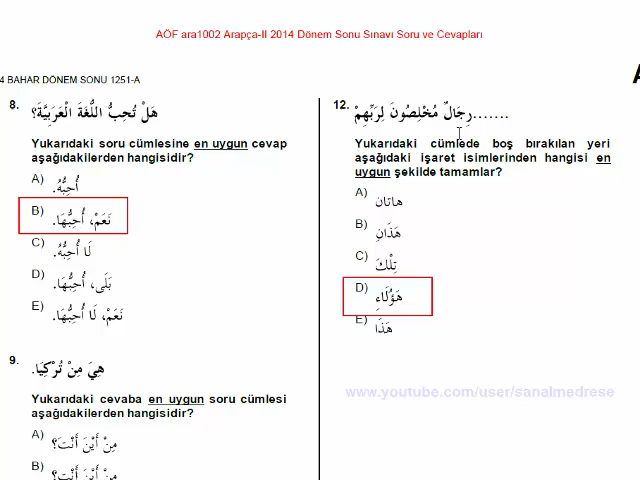 AÖF ara1002 Arapça-II 2014 Dönem Sonu Sınavı Soru ve Cevapları
4 BAHAR DÖNEM SONU 1251-A
8. هَلْ تُحِبُّ اللُّغَةَ الْعَرَبِيَّةَ؟
Yukarıdaki soru cümlesine en uygun cevap
aşağıdakilerden hangisidir?
A) أُحِبُّهُ.
B) نَعَمْ، أُحِبُّهَا.
C) لَا أُحِبُّهُ.
D) بَلَى، أُحِبُّهَا.
E) نَعَمْ، لَا أُحِبُّهَا.
9. هِيَ مِنْ تُرْكِيَا.
Yukarıdaki cevaba en uygun soru cümlesi
aşağıdakilerden hangisidir?
A) مِنْ أَيْنَ أَنْتَ؟
B) مِنْ أَيْنَ أَنْتِ؟
12. .......رِجَالٌ مُخْلِصُونَ لِرَبِّهِمْ
Yukarıdaki cümlede boş bırakılan yeri
aşağıdaki işaret isimlerinden hangisi en
uygun şekilde tamamlar?
A) هاتان
B) هَذَانِ
C) تِلْكَ
D) هَؤُلَاءِ
E) هَذَا
www.youtube.com/user/sanalmedrese